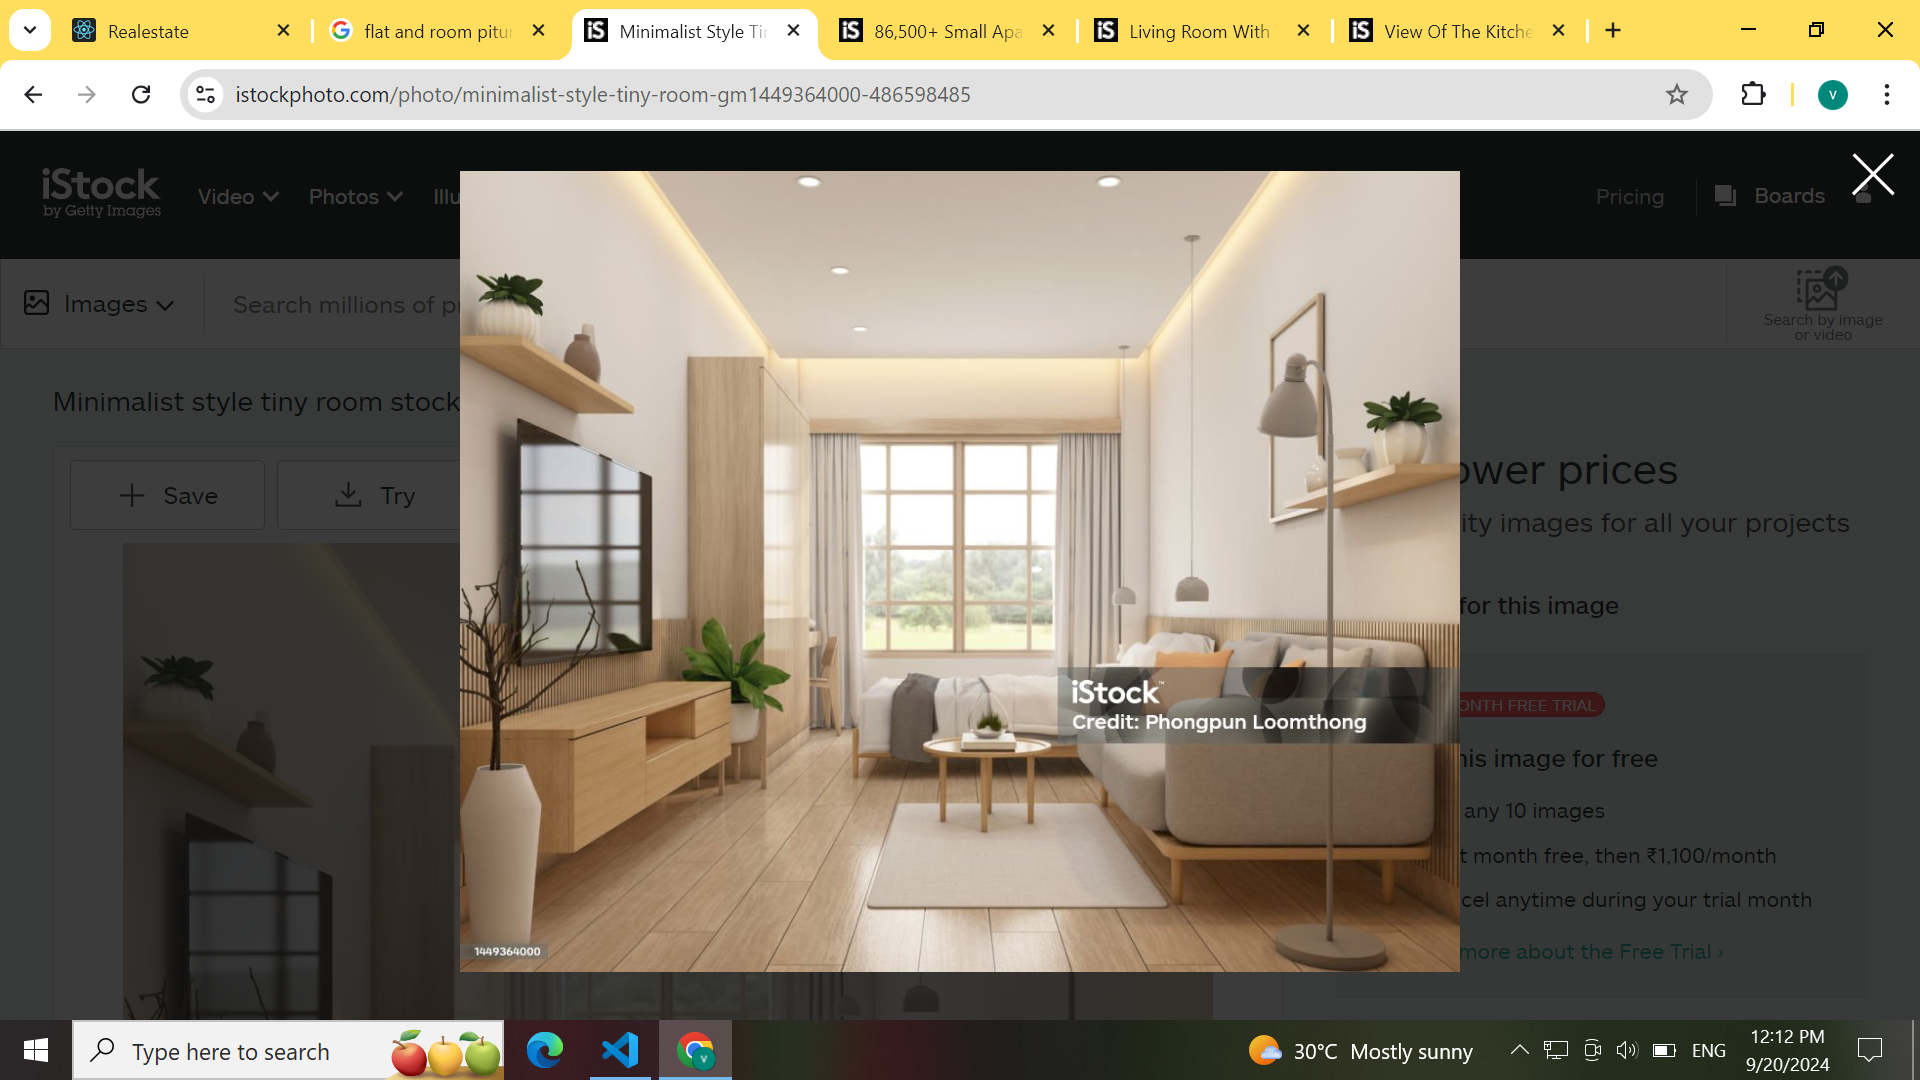 Realestate
flat and room pitu
Minimalist Style Tin
86,500+ Small Apa
Living Room With T
View Of The Kitche
istockphoto.com/photo/minimalist-style-tiny-room-gm1449364000-486598485
V
iStock
by Getty Images
Video
Photos
Illu
Pricing
Boards
Images
Search millions of pr
Search by image
or video
Minimalist style tiny room stock
Save
Try
ower prices
ity images for all your projects
for this image
ONTH FREE TRIAL
his image for free
any 10 images
t month free, then ₹1,100/month
cel anytime during your trial month
more about the Free Trial ›
iStock™
Credit: Phongpun Loomthong
1449364000
Type here to search
30°C Mostly sunny
ENG
12:12 PM
9/20/2024